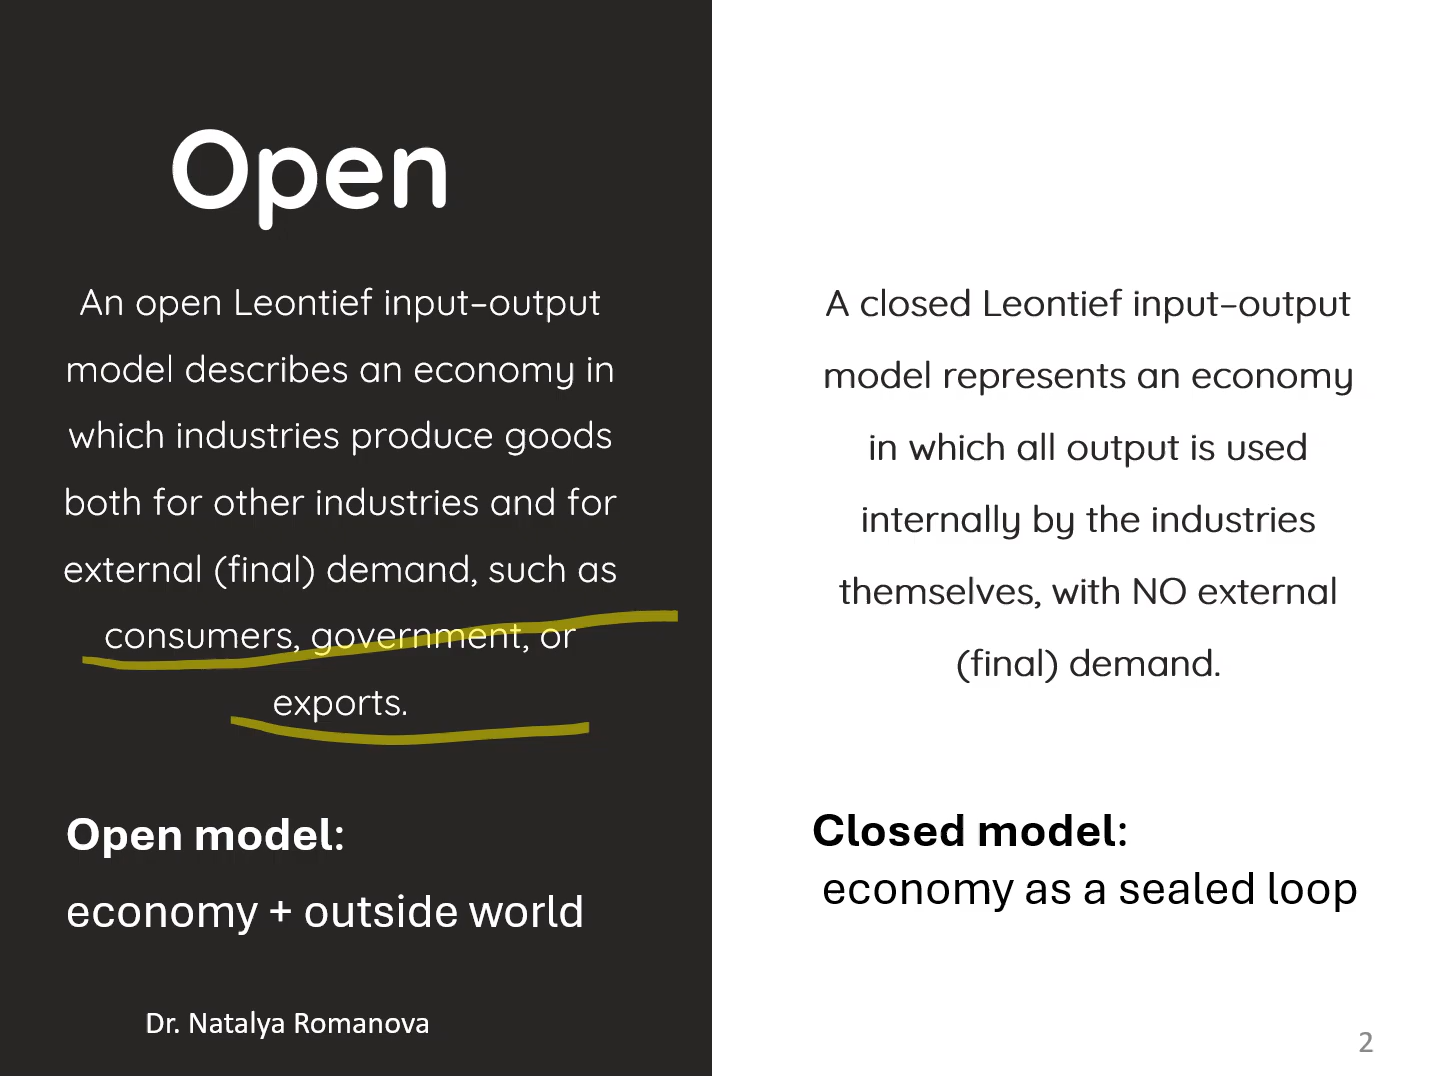 Open
An open Leontief input–output
model describes an economy in
which industries produce goods
both for other industries and for
external (final) demand, such as
consumers, government, or
exports.
Open model:
economy + outside world
Dr. Natalya Romanova
A closed Leontief input–output
model represents an economy
in which all output is used
internally by the industries
themselves, with NO external
(final) demand.
Closed model:
economy as a sealed loop
2